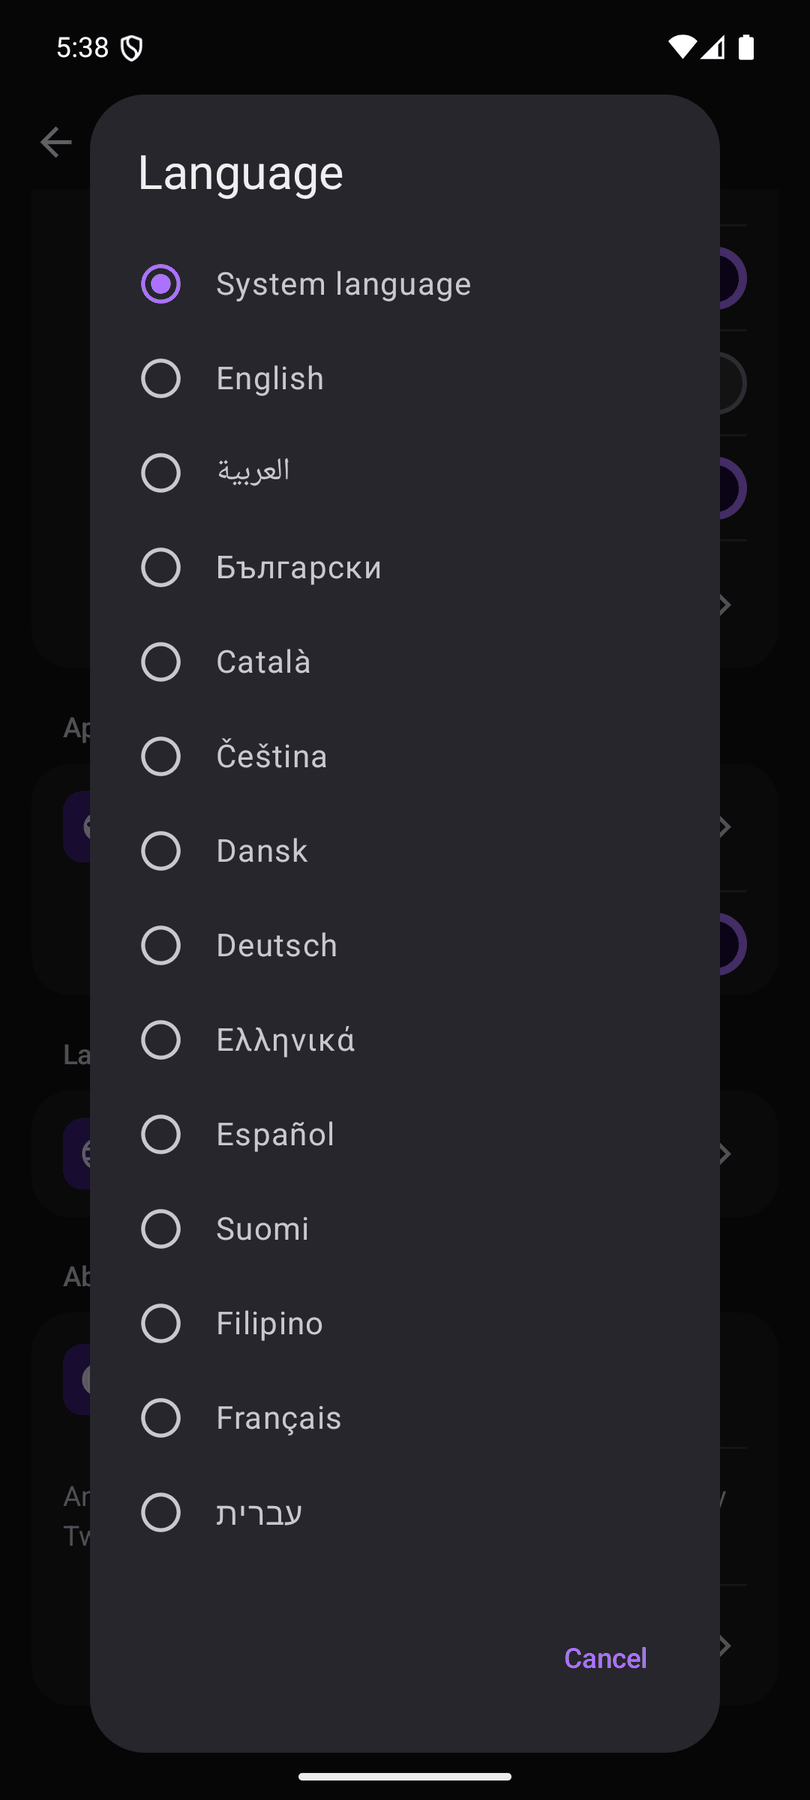 5:38
Language
System language
English
العربية
Български
Català
Čeština
Dansk
Deutsch
Ελληνικά
Español
Suomi
Filipino
Français
עברית
Cancel